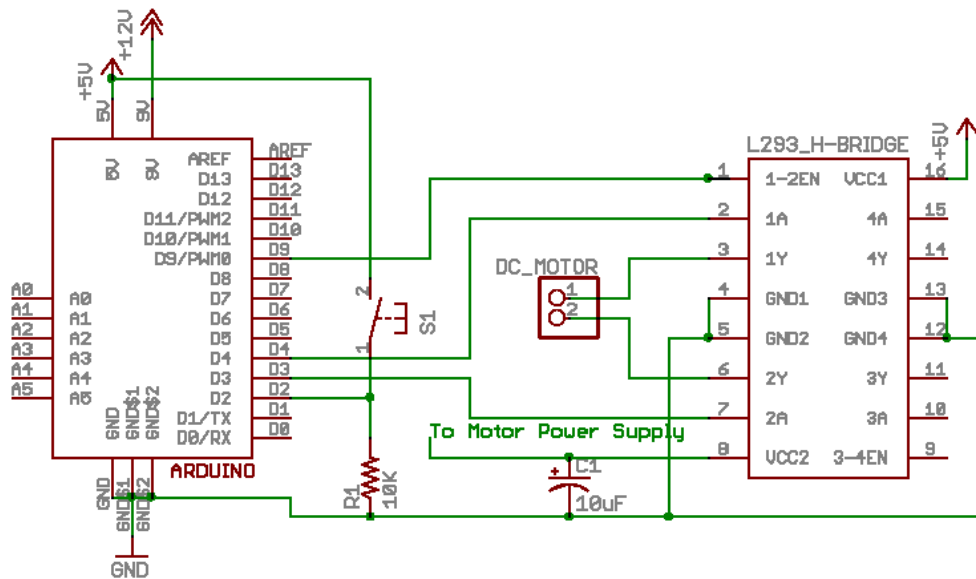 +12V
+5V
5V
9V
5V
9V
AREF
AREF
D13
D13
D12
D12
D11/PWM2
D11
D10/PWM1
D10
D9/PWM0
D9
D8
D8
D7
D7
D6
D6
D5
D5
D4
D4
D3
D3
D2
D2
D1/TX
D1
D0/RX
D0
A0
A0
A1
A1
A2
A2
A3
A3
A4
A4
A5
A5
GND
GND$1
GND$2
ARDUINO
GND
GND$1
GND$2
GND
2
S1
1
R1
10K
DC_MOTOR
1
2
To Motor Power Supply
+
C1
10uF
L293_H-BRIDGE
+5V
1
1-2EN
VCC1
16
2
1A
4A
15
3
1Y
4Y
14
4
GND1
GND3
13
5
GND2
GND4
12
6
2Y
3Y
11
7
2A
3A
10
8
VCC2
3-4EN
9